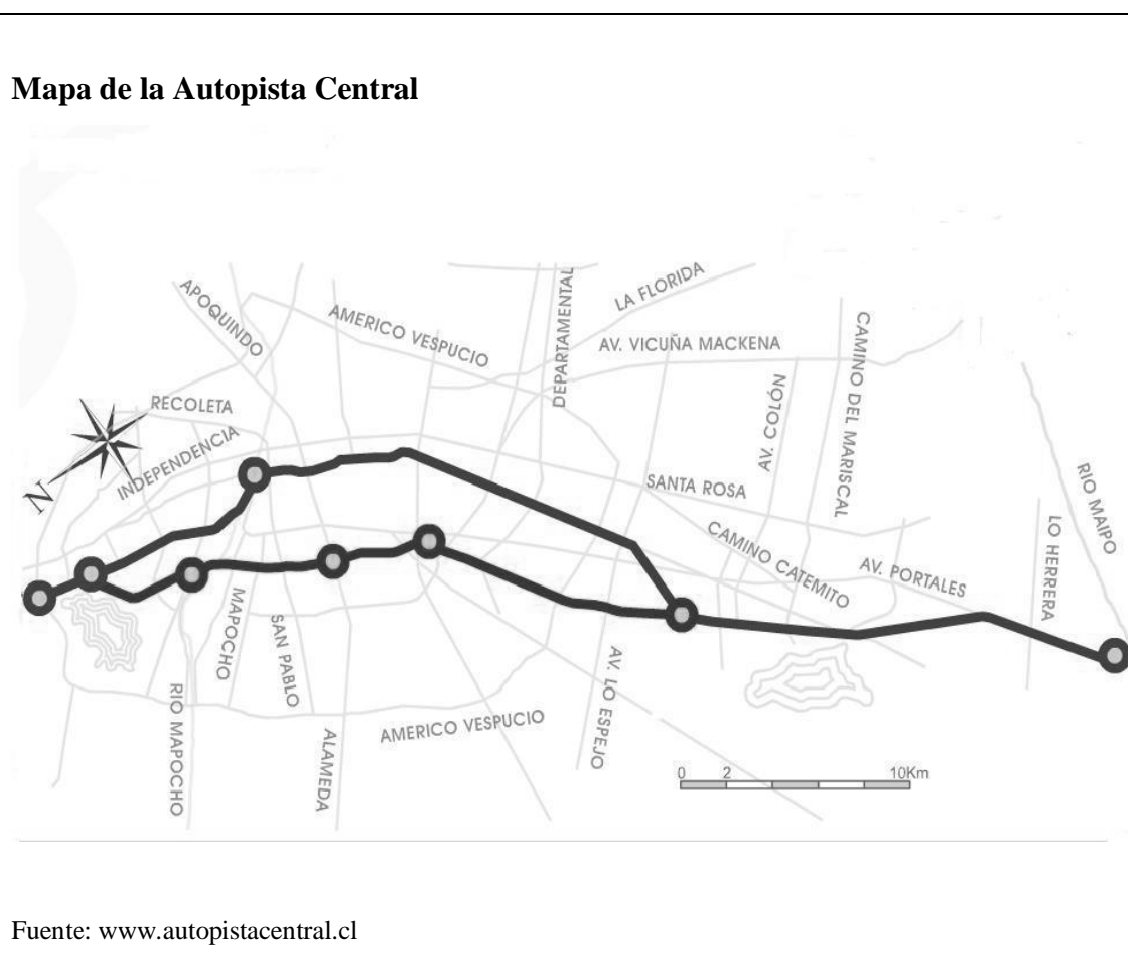 Mapa de la Autopista Central
APOQUINDO
AMERICO VESPUCIO
DEPARTAMENTAL
LA FLORIDA
AV. VICUÑA MACKENA
CAMINO DEL MARISCAL
AV. COLON
RECOLETA
INDEPENDENCIA
N
SANTA ROSA
CAMINO CATEMITO
AV. PORTALES
LO HERRERA
RIO MAIPO
MAPOCHO
SAN PABLO
RIO MAPOCHO
ALAMEDA
AMERICO VESPUCIO
AV. LO ESPEJO
0 2 10Km
Fuente: www.autopistacentral.cl